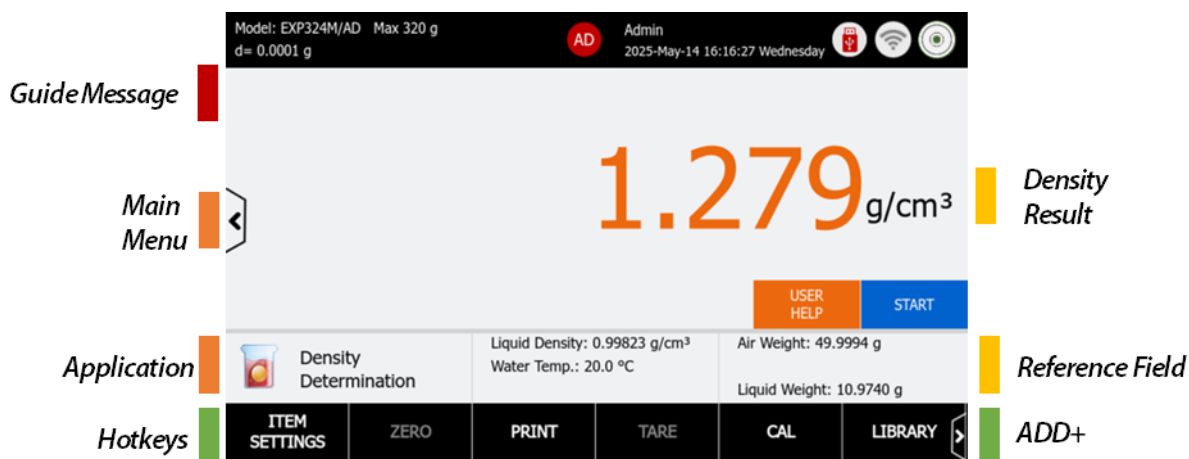 Model: EXP324M/AD Max 320 g
d= 0.0001 g
AD
Admin
2025-May-14 16:16:27 Wednesday
Guide Message
Main
Menu
1.279 g/cm³
Density
Result
USER
HELP
START
Application
Density
Determination
Liquid Density: 0.99823 g/cm³
Water Temp.: 20.0 °C
Air Weight: 49.9994 g
Liquid Weight: 10.9740 g
Reference Field
Hotkeys
ITEM
SETTINGS
ZERO
PRINT
TARE
CAL
LIBRARY
ADD+